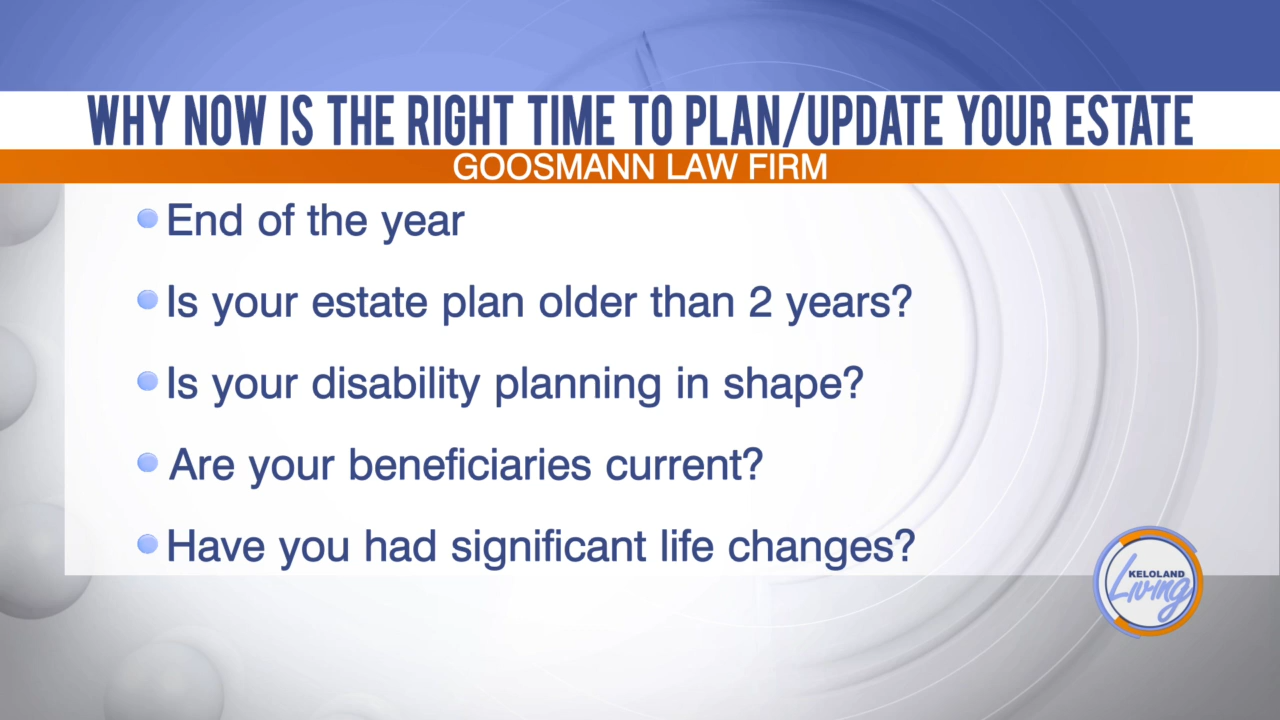 WHY NOW IS THE RIGHT TIME TO PLAN/UPDATE YOUR ESTATE
GOOSMANN LAW FIRM
End of the year
Is your estate plan older than 2 years?
Is your disability planning in shape?
Are your beneficiaries current?
Have you had significant life changes?
KELOLAND
Living